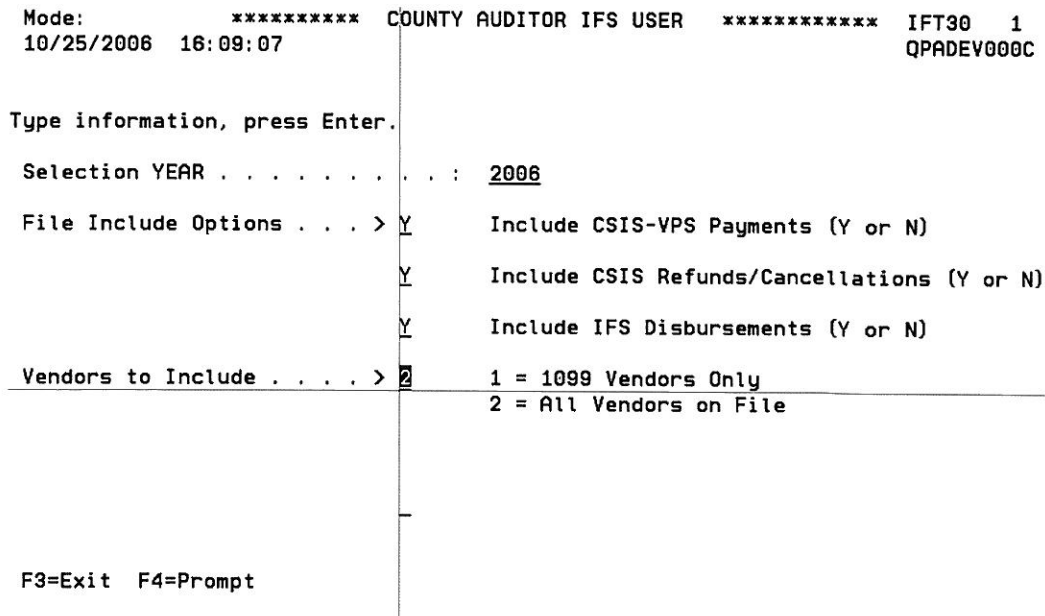 Mode: ********** COUNTY AUDITOR IFS USER ************ IFT30 1
10/25/2006 16:09:07 QPADEV000C
Type information, press Enter.
Selection YEAR . . . . . . . . . . : 2006
File Include Options . . . > Y Include CSIS-VPS Payments (Y or N)
Y Include CSIS Refunds/Cancellations (Y or N)
Y Include IFS Disbursements (Y or N)
Vendors to Include . . . . > 2 1 = 1099 Vendors Only
2 = All Vendors on File
F3=Exit F4=Prompt